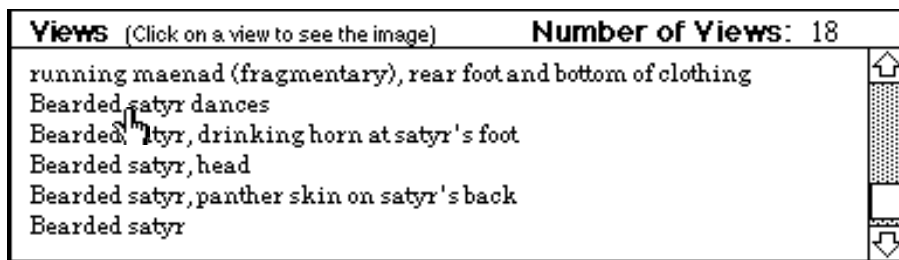 Views (Click on a view to see the image) Number of Views: 18
running maenad (fragmentary), rear foot and bottom of clothing
Bearded satyr dances
Bearded tyr, drinking horn at satyr's foot
Bearded satyr, head
Bearded satyr, panther skin on satyr's back
Bearded satyr